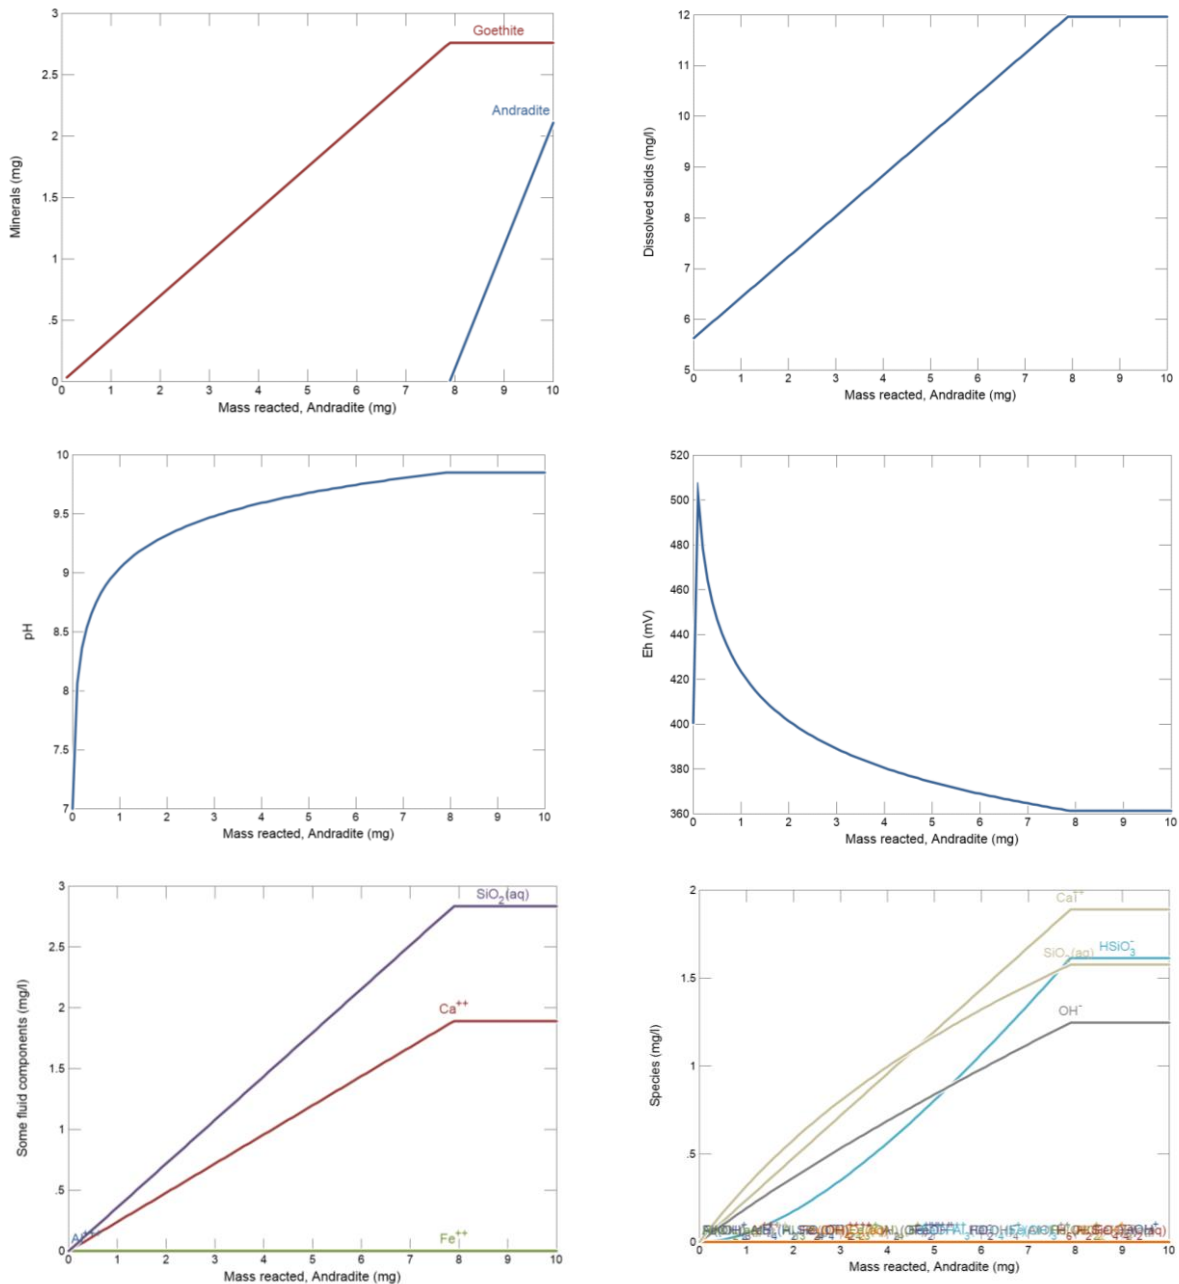 3
2.5
2
1.5
1
.5
0
Minerals (mg)
Goethite
Andradite
0 1 2 3 4 5 6 7 8 9 10
Mass reacted, Andradite (mg)
12
11
10
9
8
7
6
5
Dissolved solids (mg/l)
0 1 2 3 4 5 6 7 8 9 10
Mass reacted, Andradite (mg)
10
9.5
9
8.5
8
7.5
7
pH
0 1 2 3 4 5 6 7 8 9 10
Mass reacted, Andradite (mg)
520
500
480
460
440
420
400
380
360
Eh (mV)
0 1 2 3 4 5 6 7 8 9 10
Mass reacted, Andradite (mg)
3
2.5
2
1.5
1
.5
0
Some fluid components (mg/l)
SiO2(aq)
Ca++
Fe++
0 1 2 3 4 5 6 7 8 9 10
Mass reacted, Andradite (mg)
2
1.5
1
.5
0
Species (mg/l)
Ca++
SiO2(aq)
HSiO3-
OH-
0 1 2 3 4 5 6 7 8 9 10
Mass reacted, Andradite (mg)